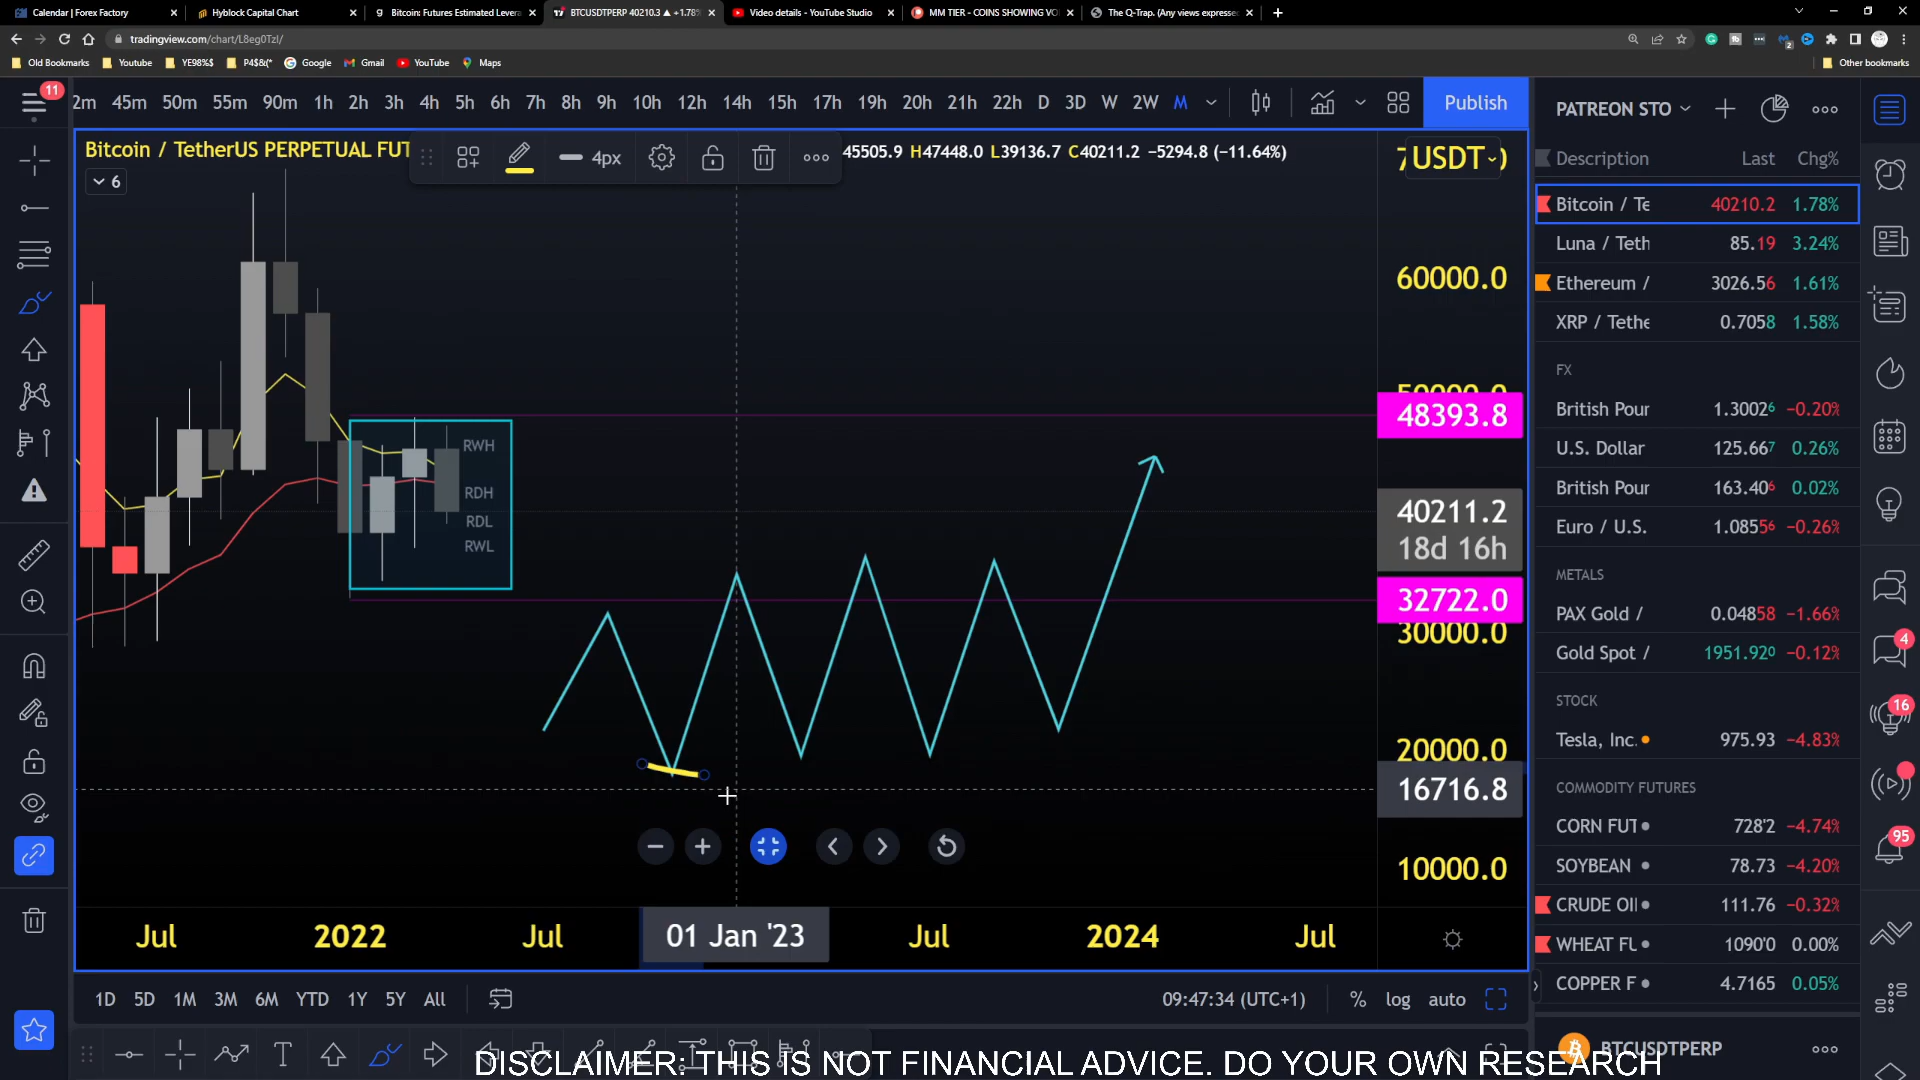 Calendar | Forex Factory
Hyblock Capital Chart
Bitcoin: Futures Estimated Levera
BTCUSDTPERP 40210.3 ▲ +1.78%
Video details - YouTube Studio
MM TIER - COINS SHOWING VO
The Q-Trap. (Any views expresse
tradingview.com/chart/L8eg0TzI/
Old Bookmarks
Youtube
YE98%$
P4$&(*
Google
Gmail
YouTube
Maps
Other bookmarks
11
2m 45m 50m 55m 90m 1h 2h 3h 4h 5h 6h 7h 8h 9h 10h 12h 14h 15h 17h 19h 20h 21h 22h D 3D W 2W M
Publish
PATREON STO
Bitcoin / TetherUS PERPETUAL FUT
4px
45505.9 H47448.0 L39136.7 C40211.2 −5294.8 (−11.64%)
USDT
6
Description Last Chg%
Bitcoin / Te 40210.2 1.78%
Luna / Teth 85.19 3.24%
Ethereum / 3026.56 1.61%
XRP / Tethe 0.7058 1.58%
FX
British Pour 1.30026 −0.20%
U.S. Dollar 125.667 0.26%
British Pour 163.406 0.02%
Euro / U.S. 1.08556 −0.26%
METALS
PAX Gold / 0.04858 −1.66%
Gold Spot / 1951.920 −0.12%
STOCK
Tesla, Inc. 975.93 −4.83%
COMMODITY FUTURES
CORN FUT 728'2 −4.74%
SOYBEAN 78.73 −4.20%
CRUDE OI 111.76 −0.32%
WHEAT FU 1090'0 0.00%
COPPER F 4.7165 0.05%
BTCUSDTPERP
60000.0
50000.0
48393.8
40211.2
18d 16h
32722.0
30000.0
20000.0
16716.8
10000.0
RWH
RDH
RDL
RWL
Jul 2022 Jul 01 Jan '23 Jul 2024 Jul
1D 5D 1M 3M 6M YTD 1Y 5Y All
09:47:34 (UTC+1) % log auto
4
16
95
DISCLAIMER: THIS IS NOT FINANCIAL ADVICE. DO YOUR OWN RESEARCH